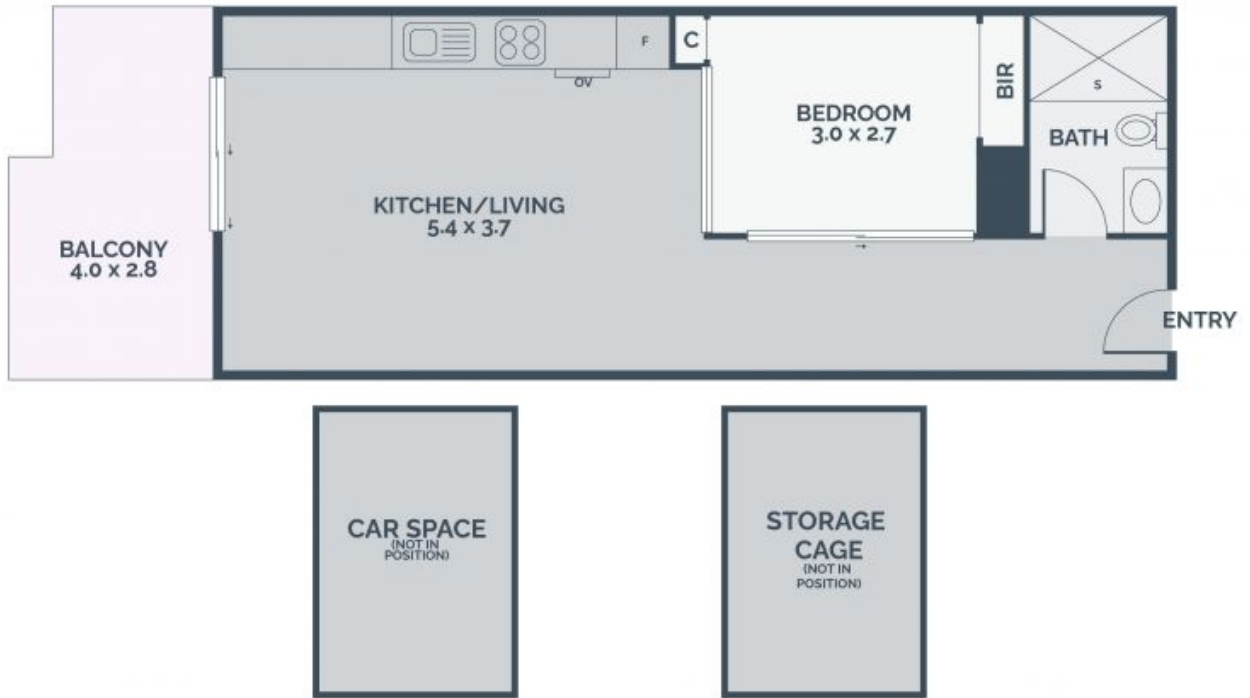 F
C
OV
BIR
S
BEDROOM
3.0 x 2.7
BATH
KITCHEN/LIVING
5.4 x 3.7
BALCONY
4.0 x 2.8
ENTRY
CAR SPACE
(NOT IN
POSITION)
STORAGE
CAGE
(NOT IN
POSITION)